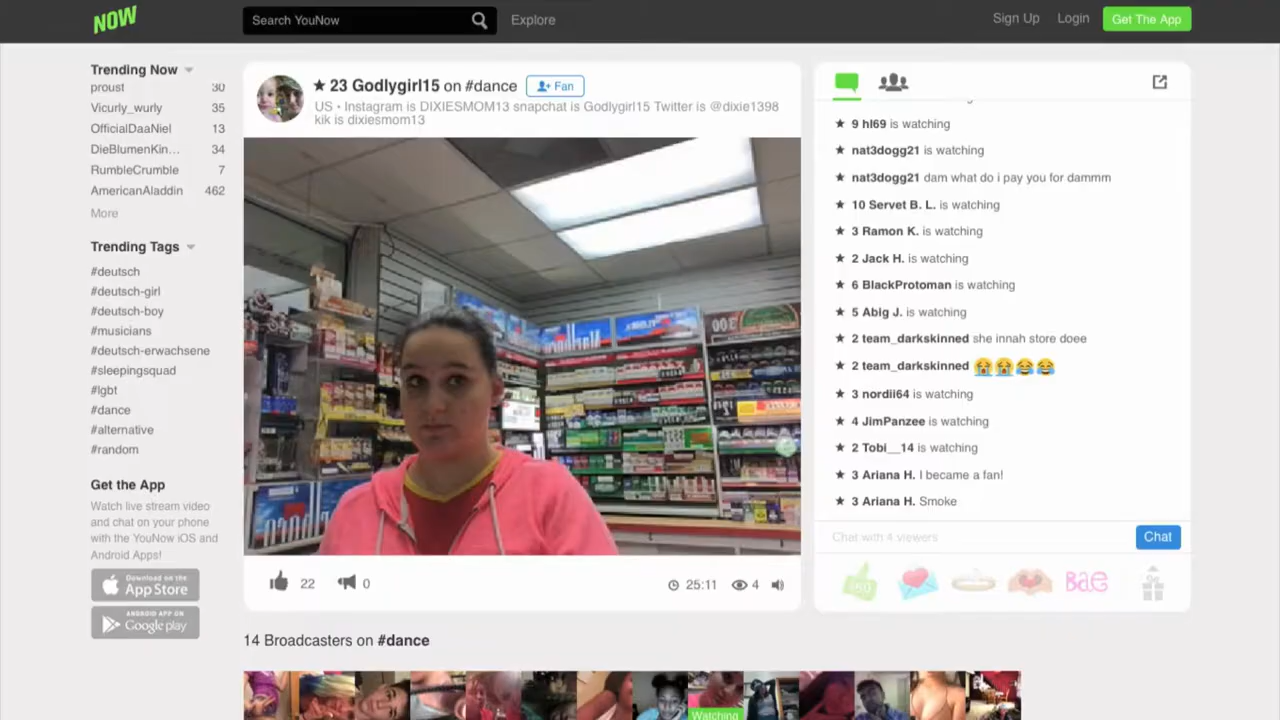 NOW
Search YouNow
Explore
Sign Up
Login
Get The App
Trending Now
proust 30
Vicurly_wurly 35
OfficialDaaNiel 13
DieBlumenKin... 34
RumbleCrumble 7
AmericanAladdin 462
More
Trending Tags
#deutsch
#deutsch-girl
#deutsch-boy
#musicians
#deutsch-erwachsene
#sleepingsquad
#lgbt
#dance
#alternative
#random
Get the App
Watch live stream video
and chat on your phone
with the YouNow iOS and
Android Apps!
Download on the
App Store
ANDROID APP ON
Google play
★ 23 Godlygirl15 on #dance
Fan
US • Instagram is DIXIESMOM13 snapchat is Godlygirl15 Twitter is @dixie1398
kik is dixiesmom13
22
0
25:11
4
★ 9 hl69 is watching
★ nat3dogg21 is watching
★ nat3dogg21 dam what do i pay you for dammm
★ 10 Servet B. L. is watching
★ 3 Ramon K. is watching
★ 2 Jack H. is watching
★ 6 BlackProtoman is watching
★ 5 Abig J. is watching
★ 2 team_darkskinned she innah store doee
★ 2 team_darkskinned 😭😭😂😂
★ 3 nordii64 is watching
★ 4 JimPanzee is watching
★ 2 Tobi__14 is watching
★ 3 Ariana H. I became a fan!
★ 3 Ariana H. Smoke
Chat with 4 viewers
Chat
50
Bae
14 Broadcasters on #dance
Watching